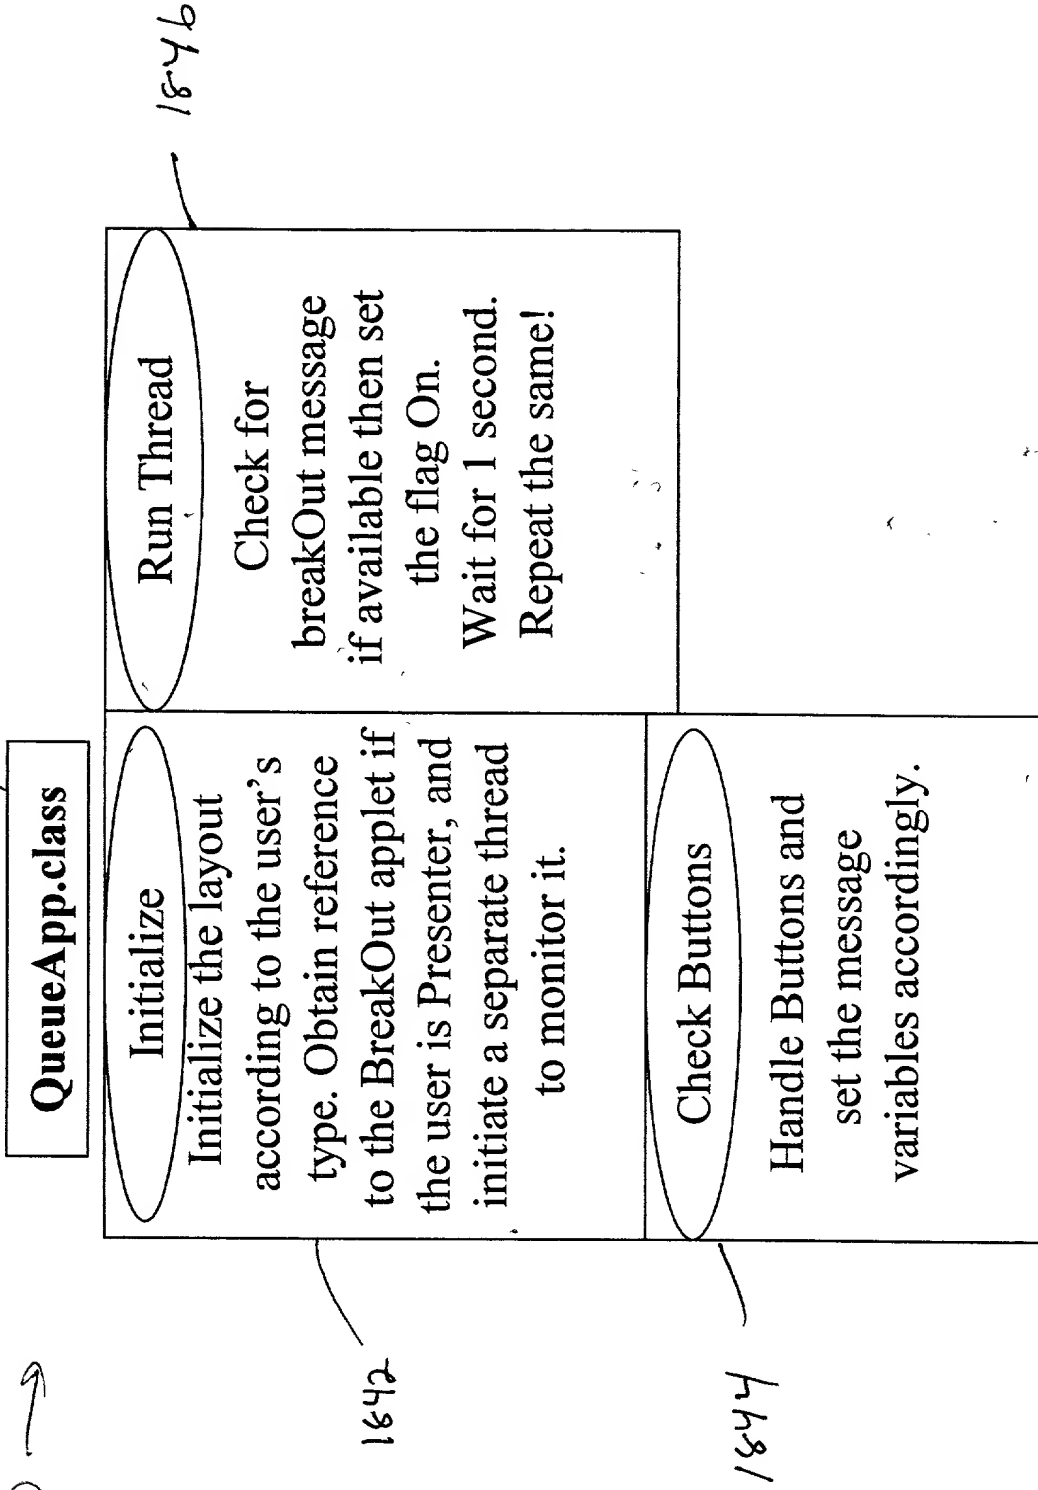 QueueApp.class
Initialize
Initialize the layout
according to the user's
type. Obtain reference
to the BreakOut applet if
the user is Presenter, and
initiate a separate thread
to monitor it.
1842
Run Thread
Check for
breakOut message
if available then set
the flag On.
Wait for 1 second.
Repeat the same!
1846
Check Buttons
Handle Buttons and
set the message
variables accordingly.
1844